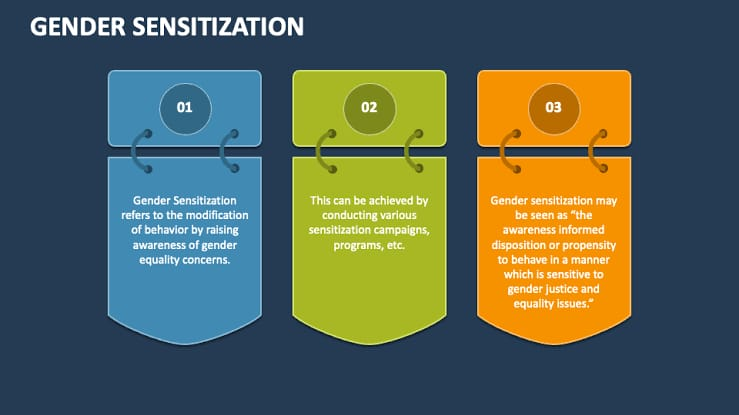 GENDER SENSITIZATION
01
Gender Sensitization
refers to the modification
of behavior by raising
awareness of gender
equality concerns.
02
This can be achieved by
conducting various
sensitization campaigns,
programs, etc.
03
Gender sensitization may
be seen as “the
awareness informed
disposition or propensity
to behave in a manner
which is sensitive to
gender justice and
equality issues.”